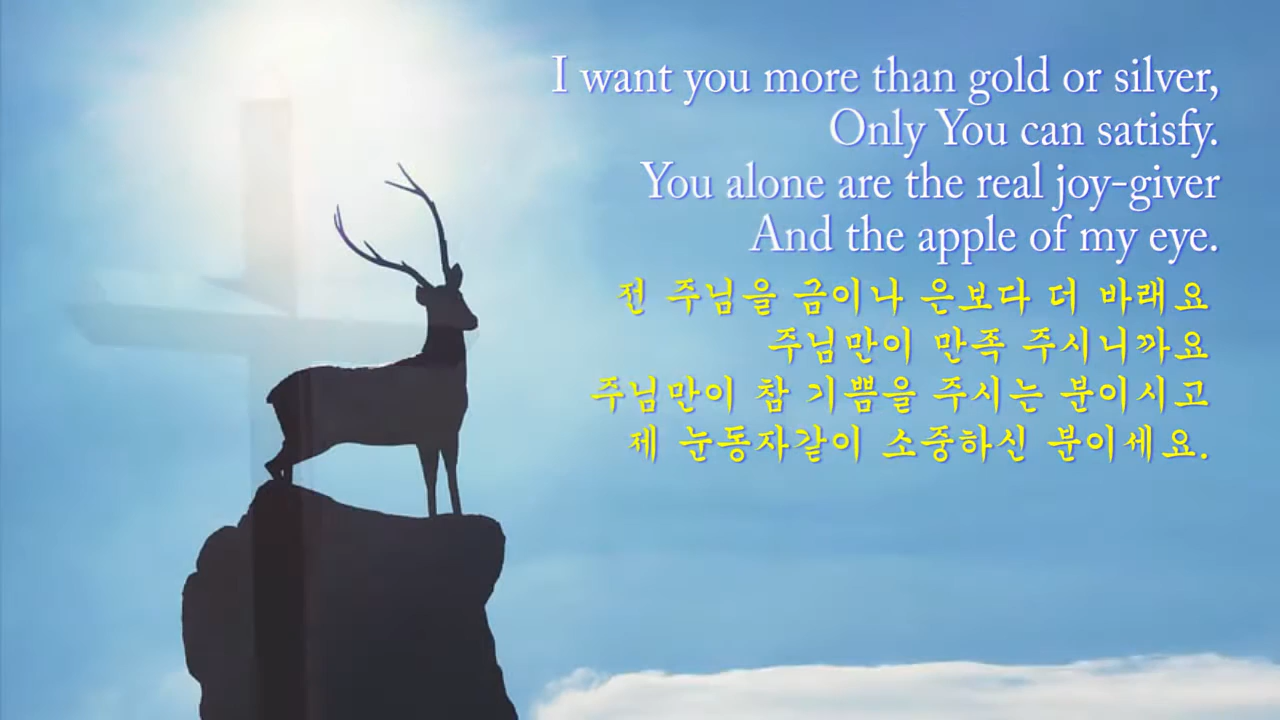 I want you more than gold or silver,
Only You can satisfy.
You alone are the real joy-giver
And the apple of my eye.
전 주님을 금이나 은보다 더 바래요
주님만이 만족 주시니까요
주님만이 참 기쁨을 주시는 분이시고
제 눈동자같이 소중하신 분이세요.